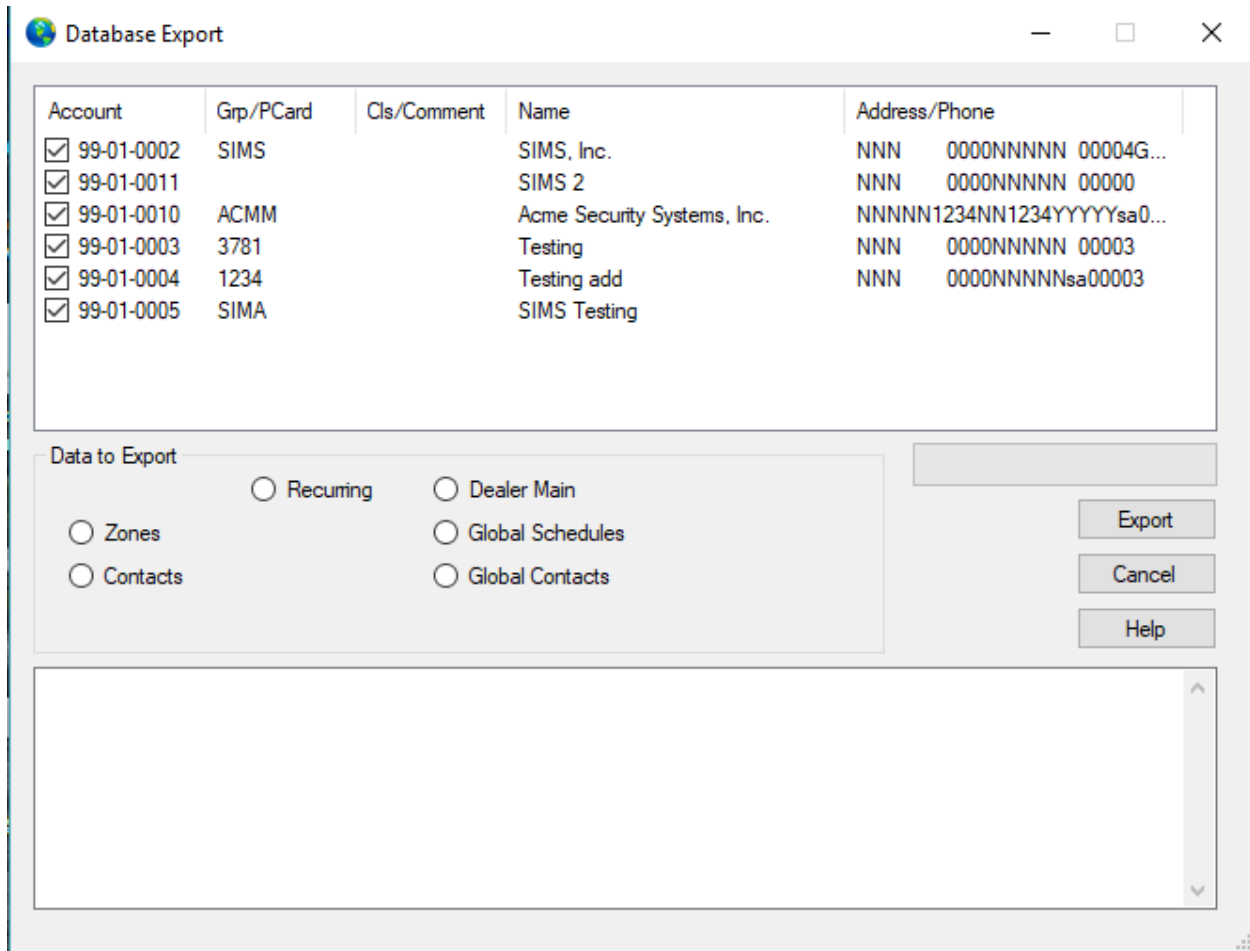 Database Export
Account Grp/PCard Cls/Comment Name Address/Phone
99-01-0002 SIMS SIMS, Inc. NNN 0000NNNNN 00004G...
99-01-0011 SIMS 2 NNN 0000NNNNN 00000
99-01-0010 ACMM Acme Security Systems, Inc. NNNNN1234NN1234YYYYYsa0...
99-01-0003 3781 Testing NNN 0000NNNNN 00003
99-01-0004 1234 Testing add NNN 0000NNNNNsa00003
99-01-0005 SIMA SIMS Testing
Data to Export
Recurring Dealer Main
Export
Zones Global Schedules
Contacts Global Contacts
Cancel
Help